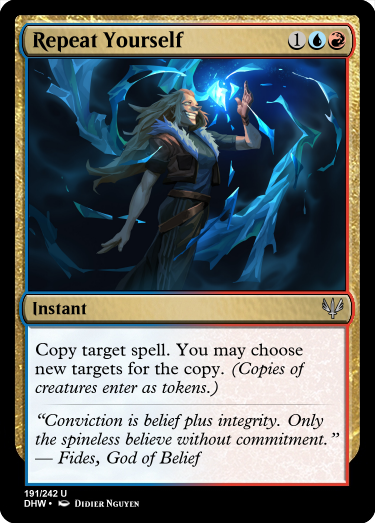 Repeat Yourself 1
Instant
Copy target spell. You may choose
new targets for the copy. (Copies of
creatures enter as tokens.)
“Conviction is belief plus integrity. Only
the spineless believe without commitment.”
— Fides, God of Belief
191/242 U
DHW • Didier Nguyen